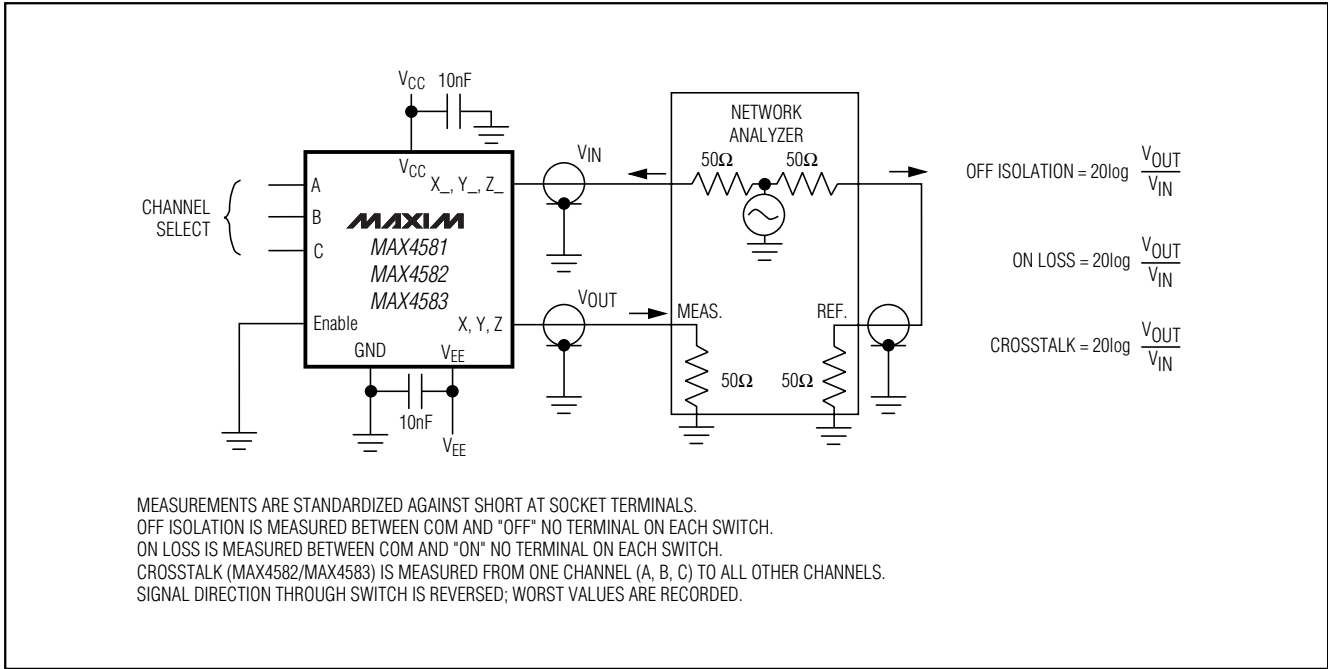 VCC 10nF
VCC
A
B
C
CHANNEL
SELECT
X_, Y_, Z_
MAXIM
MAX4581
MAX4582
MAX4583
Enable
X, Y, Z
GND
VEE
10nF
VEE
VIN
VOUT
NETWORK
ANALYZER
50Ω 50Ω
MEAS.
REF.
50Ω 50Ω
OFF ISOLATION = 20log VOUT
VIN
ON LOSS = 20log VOUT
VIN
CROSSTALK = 20log VOUT
VIN
MEASUREMENTS ARE STANDARDIZED AGAINST SHORT AT SOCKET TERMINALS.
OFF ISOLATION IS MEASURED BETWEEN COM AND "OFF" NO TERMINAL ON EACH SWITCH.
ON LOSS IS MEASURED BETWEEN COM AND "ON" NO TERMINAL ON EACH SWITCH.
CROSSTALK (MAX4582/MAX4583) IS MEASURED FROM ONE CHANNEL (A, B, C) TO ALL OTHER CHANNELS.
SIGNAL DIRECTION THROUGH SWITCH IS REVERSED; WORST VALUES ARE RECORDED.